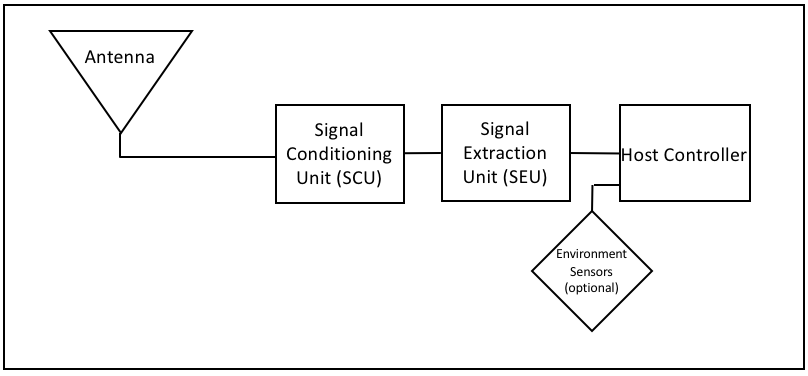 Antenna
Signal
Conditioning
Unit (SCU)
Signal
Extraction
Unit (SEU)
Host Controller
Environment
Sensors
(optional)